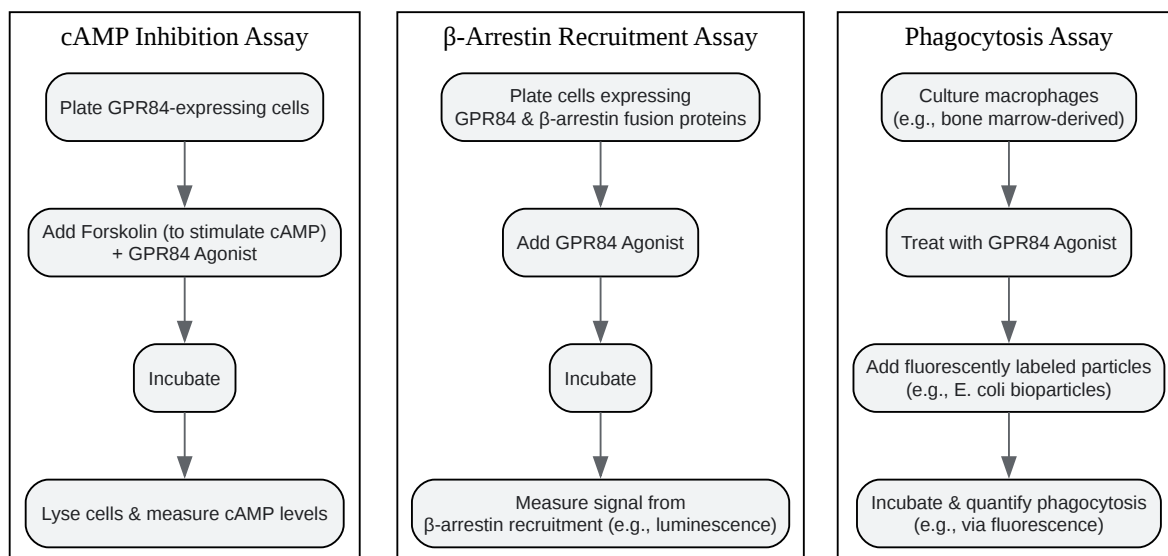 cAMP Inhibition Assay
Plate GPR84-expressing cells
Add Forskolin (to stimulate cAMP)
+ GPR84 Agonist
Incubate
Lyse cells & measure cAMP levels
β-Arrestin Recruitment Assay
Plate cells expressing
GPR84 & β-arrestin fusion proteins
Add GPR84 Agonist
Incubate
Measure signal from
β-arrestin recruitment (e.g., luminescence)
Phagocytosis Assay
Culture macrophages
(e.g., bone marrow-derived)
Treat with GPR84 Agonist
Add fluorescently labeled particles
(e.g., E. coli bioparticles)
Incubate & quantify phagocytosis
(e.g., via fluorescence)